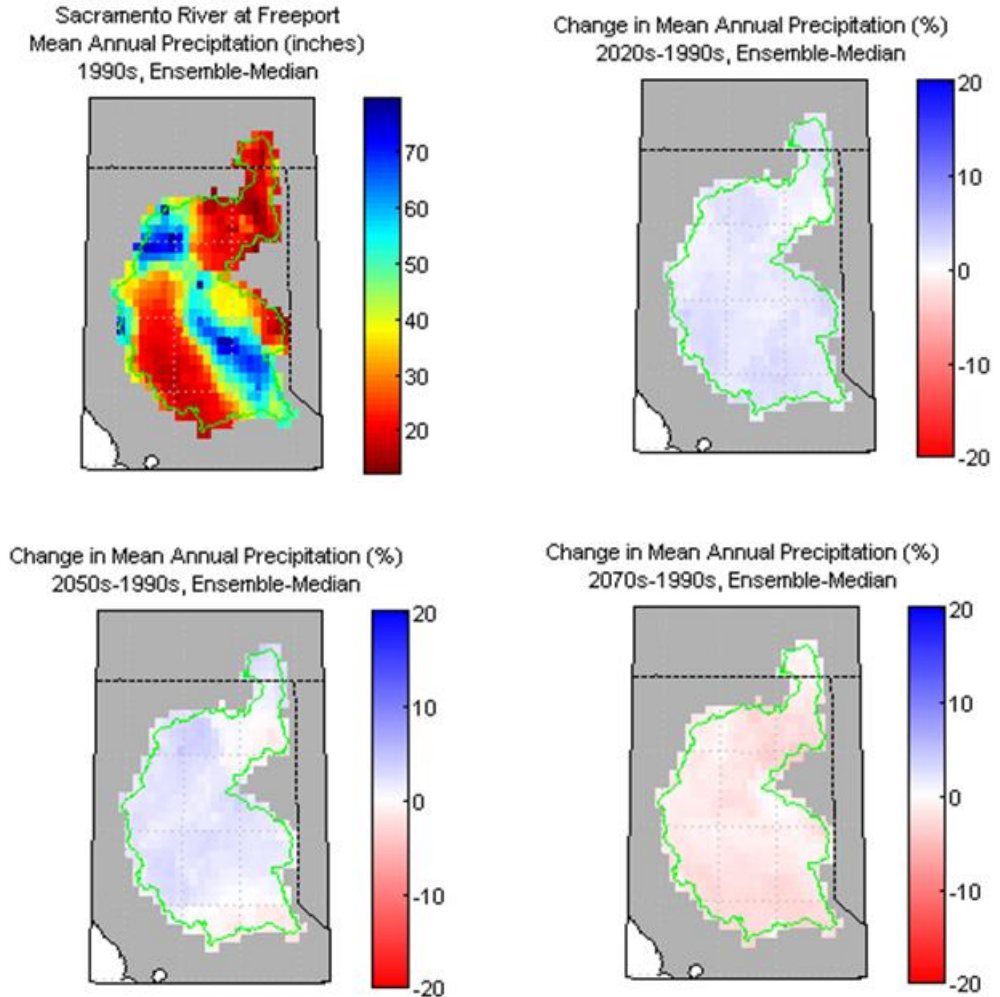 Sacramento River at Freeport
Mean Annual Precipitation (inches)
1990s, Ensemble-Median
70
60
50
40
30
20
Change in Mean Annual Precipitation (%)
2020s-1990s, Ensemble-Median
20
10
0
-10
-20
Change in Mean Annual Precipitation (%)
2050s-1990s, Ensemble-Median
20
10
0
-10
-20
Change in Mean Annual Precipitation (%)
2070s-1990s, Ensemble-Median
20
10
0
-10
-20